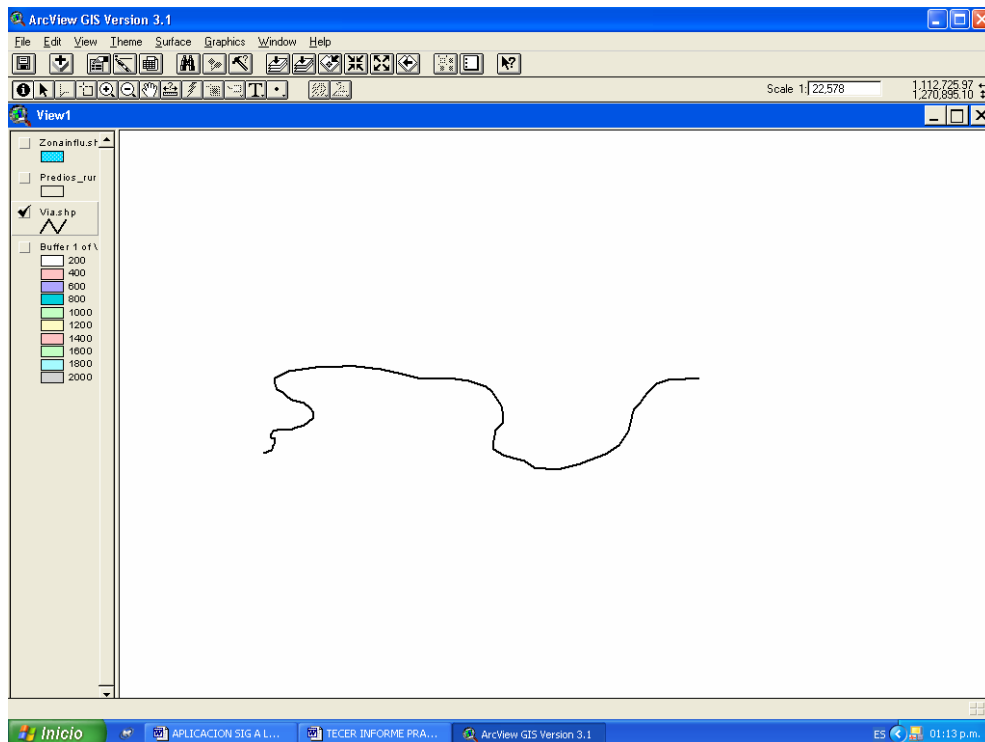 ArcView GIS Version 3.1
File Edit View Theme Surface Graphics Window Help
Scale 1: 22,578
1,112,725.97
1,270,895.10
View1
Zonainflu.sh
Predios_rur
Via.shp
Buffer 1 of V
200
400
600
800
1000
1200
1400
1600
1800
2000
Inicio
APLICACION SIG A L...
TECER INFORME PRA...
ArcView GIS Version 3.1
ES
01:13 p.m.